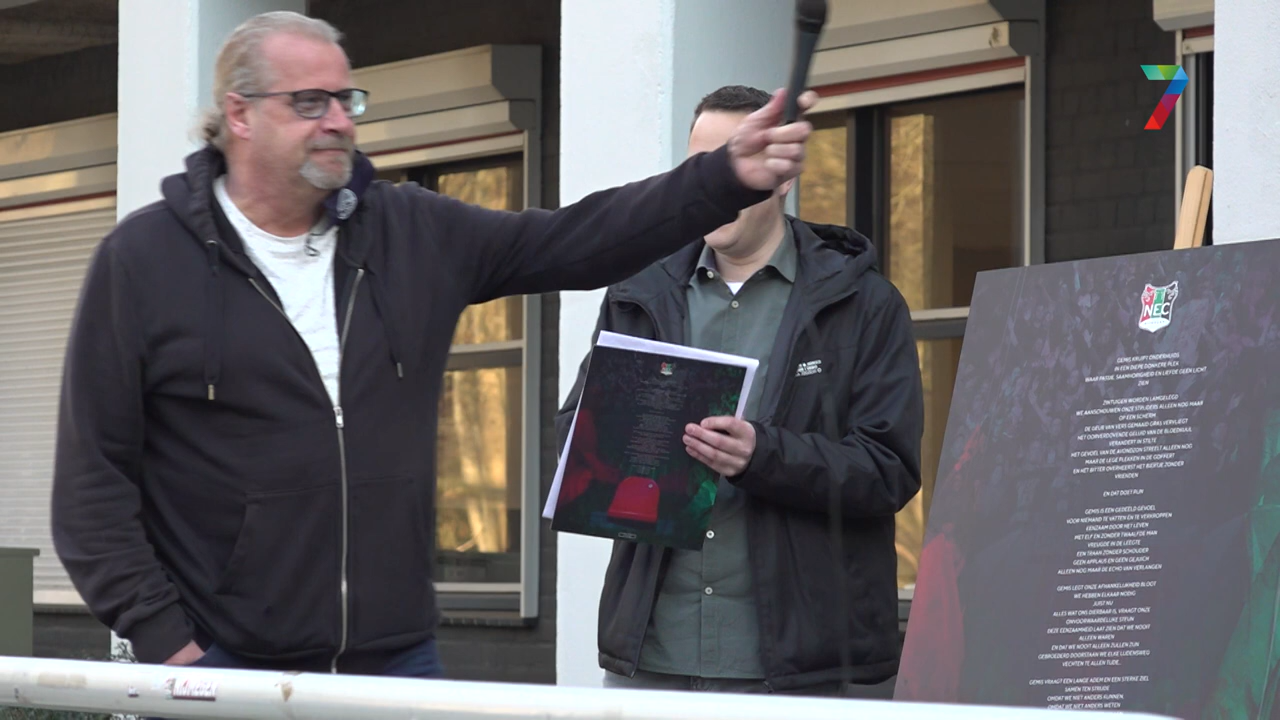 7
NEC
GEMIS KRUIPT ONDERHUIDS
IN EEN DIEPE DONKERE PLEK
WAAR PASSIE, SAAMHORIGHEID EN LIEFDE GEEN LICHT
ZIEN
ZINTUIGEN WORDEN LAMGELEGD
WE AANSCHOUWEN ONZE STRIJDERS ALLEEN NOG MAAR
OP EEN SCHERM
DE GEUR VAN VERS GEMAAID GRAS VERVLIEGT
HET OORVERDOVENDE GELUID VAN DE BLOEDKUUL
VERANDERT IN STILTE
HET GEVOEL VAN DE AVONDZON STREELT ALLEEN NOG
MAAR DE LEGE PLEKKEN IN DE GOFFERT
EN HET BITTER OVERHEERST HET BIERTJE ZONDER
VRIENDEN
EN DAT DOET PIJN
GEMIS IS EEN GEDEELD GEVOEL
VOOR NIEMAND TE VATTEN EN TE VERKROPPEN
EENZAAM DOOR HET LEVEN
MET ELF EN ZONDER TWAALFDE MAN
VREUGDE IN DE LEEGTE
EEN TRAAN ZONDER SCHOUDER
GEEN APPLAUS EN GEEN GEJUICH
ALLEEN NOG MAAR DE ECHO VAN VERLANGEN
GEMIS LEGT ONZE AFHANKELIJKHEID BLOOT
WE HEBBEN ELKAAR NODIG
JUIST NU
ALLES WAT ONS DIERBAAR IS, VRAAGT ONZE
ONVOORWAARDELIJKE STEUN
DEZE EENZAAMHEID LAAT ZIEN DAT WE NOOIT
ALLEEN WAREN
EN DAT WE NOOIT ALLEEN ZULLEN ZIJN
GEBROEDERD DOORSTAAN WE ELKE LIJDENSWEG
VECHTEN TE ALLEN TIJDE...
GEMIS VRAAGT EEN LANGE ADEM EN EEN STERKE ZIEL
SAMEN TEN STRIJDE
OMDAT WE NIET ANDERS KUNNEN,
OMDAT WE NIET ANDERS WETEN